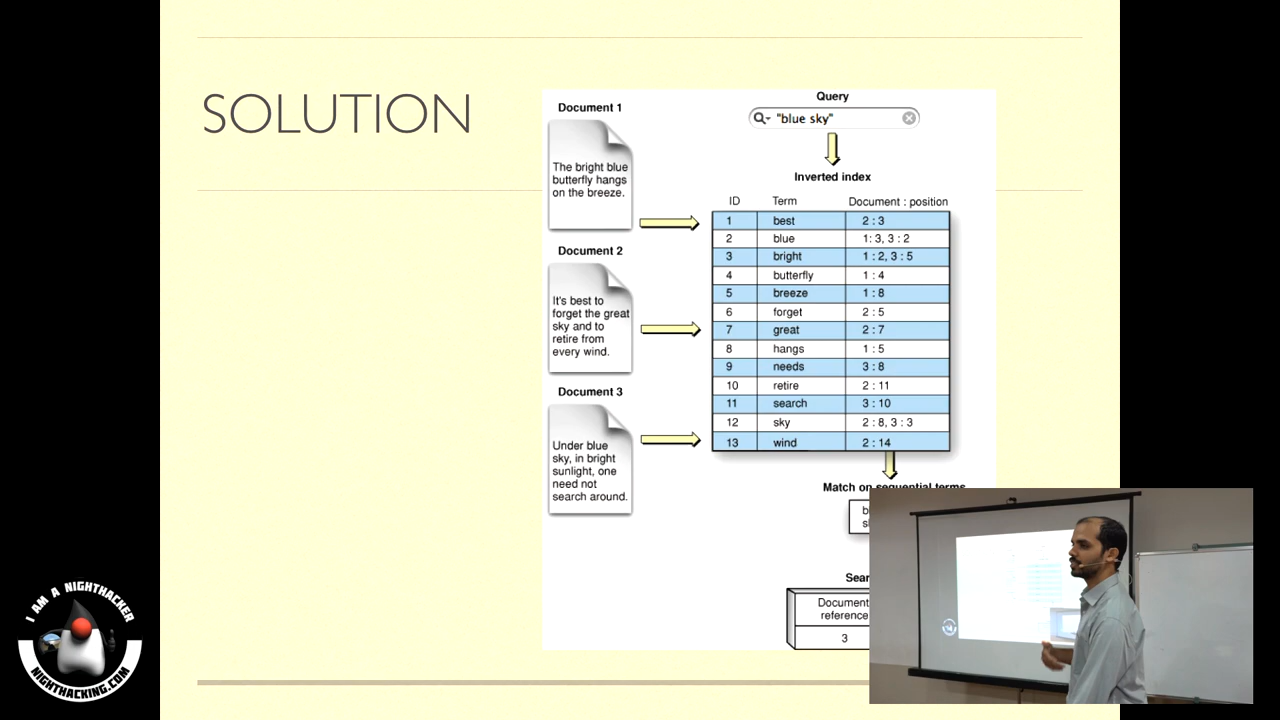 SOLUTION
Document 1
The bright blue
butterfly hangs
on the breeze.
Document 2
It's best to
forget the great
sky and to
retire from
every wind.
Document 3
Under blue
sky, in bright
sunlight, one
need not
search around.
Query
"blue sky"
Inverted index
ID Term Document : position
1 best 2 : 3
2 blue 1: 3, 3 : 2
3 bright 1 : 2, 3 : 5
4 butterfly 1 : 4
5 breeze 1 : 8
6 forget 2 : 5
7 great 2 : 7
8 hangs 1 : 5
9 needs 3 : 8
10 retire 2 : 11
11 search 3 : 10
12 sky 2 : 8, 3 : 3
13 wind 2 : 14
Match on sequential terms
Document
reference
3
I AM A NIGHTHACKER
NIGHTHACKING.COM